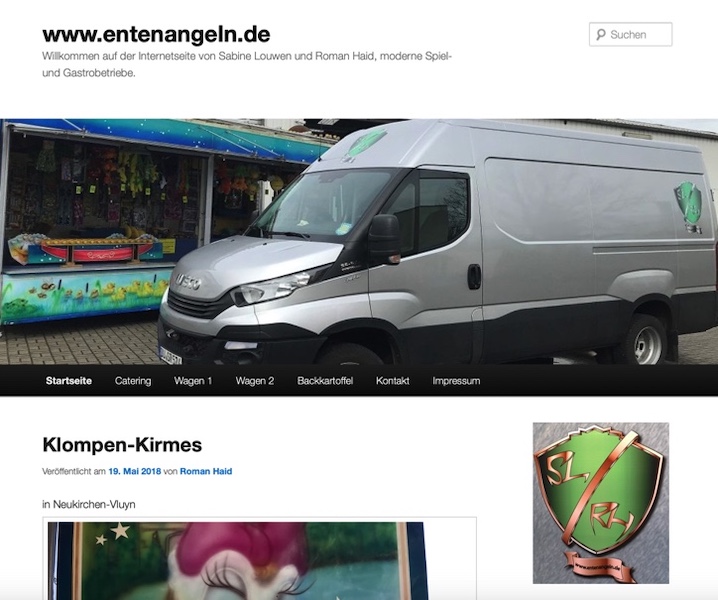 www.entenangeln.de
Willkommen auf der Internetseite von Sabine Louwen und Roman Haid, moderne Spiel-
und Gastrobetriebe.
Suchen
IVECO
Startseite Catering Wagen 1 Wagen 2 Backkartoffel Kontakt Impressum
Klompen-Kirmes
Veröffentlicht am 19. Mai 2018 von Roman Haid
in Neukirchen-Vluyn
SL
RH
www.entenangeln.de